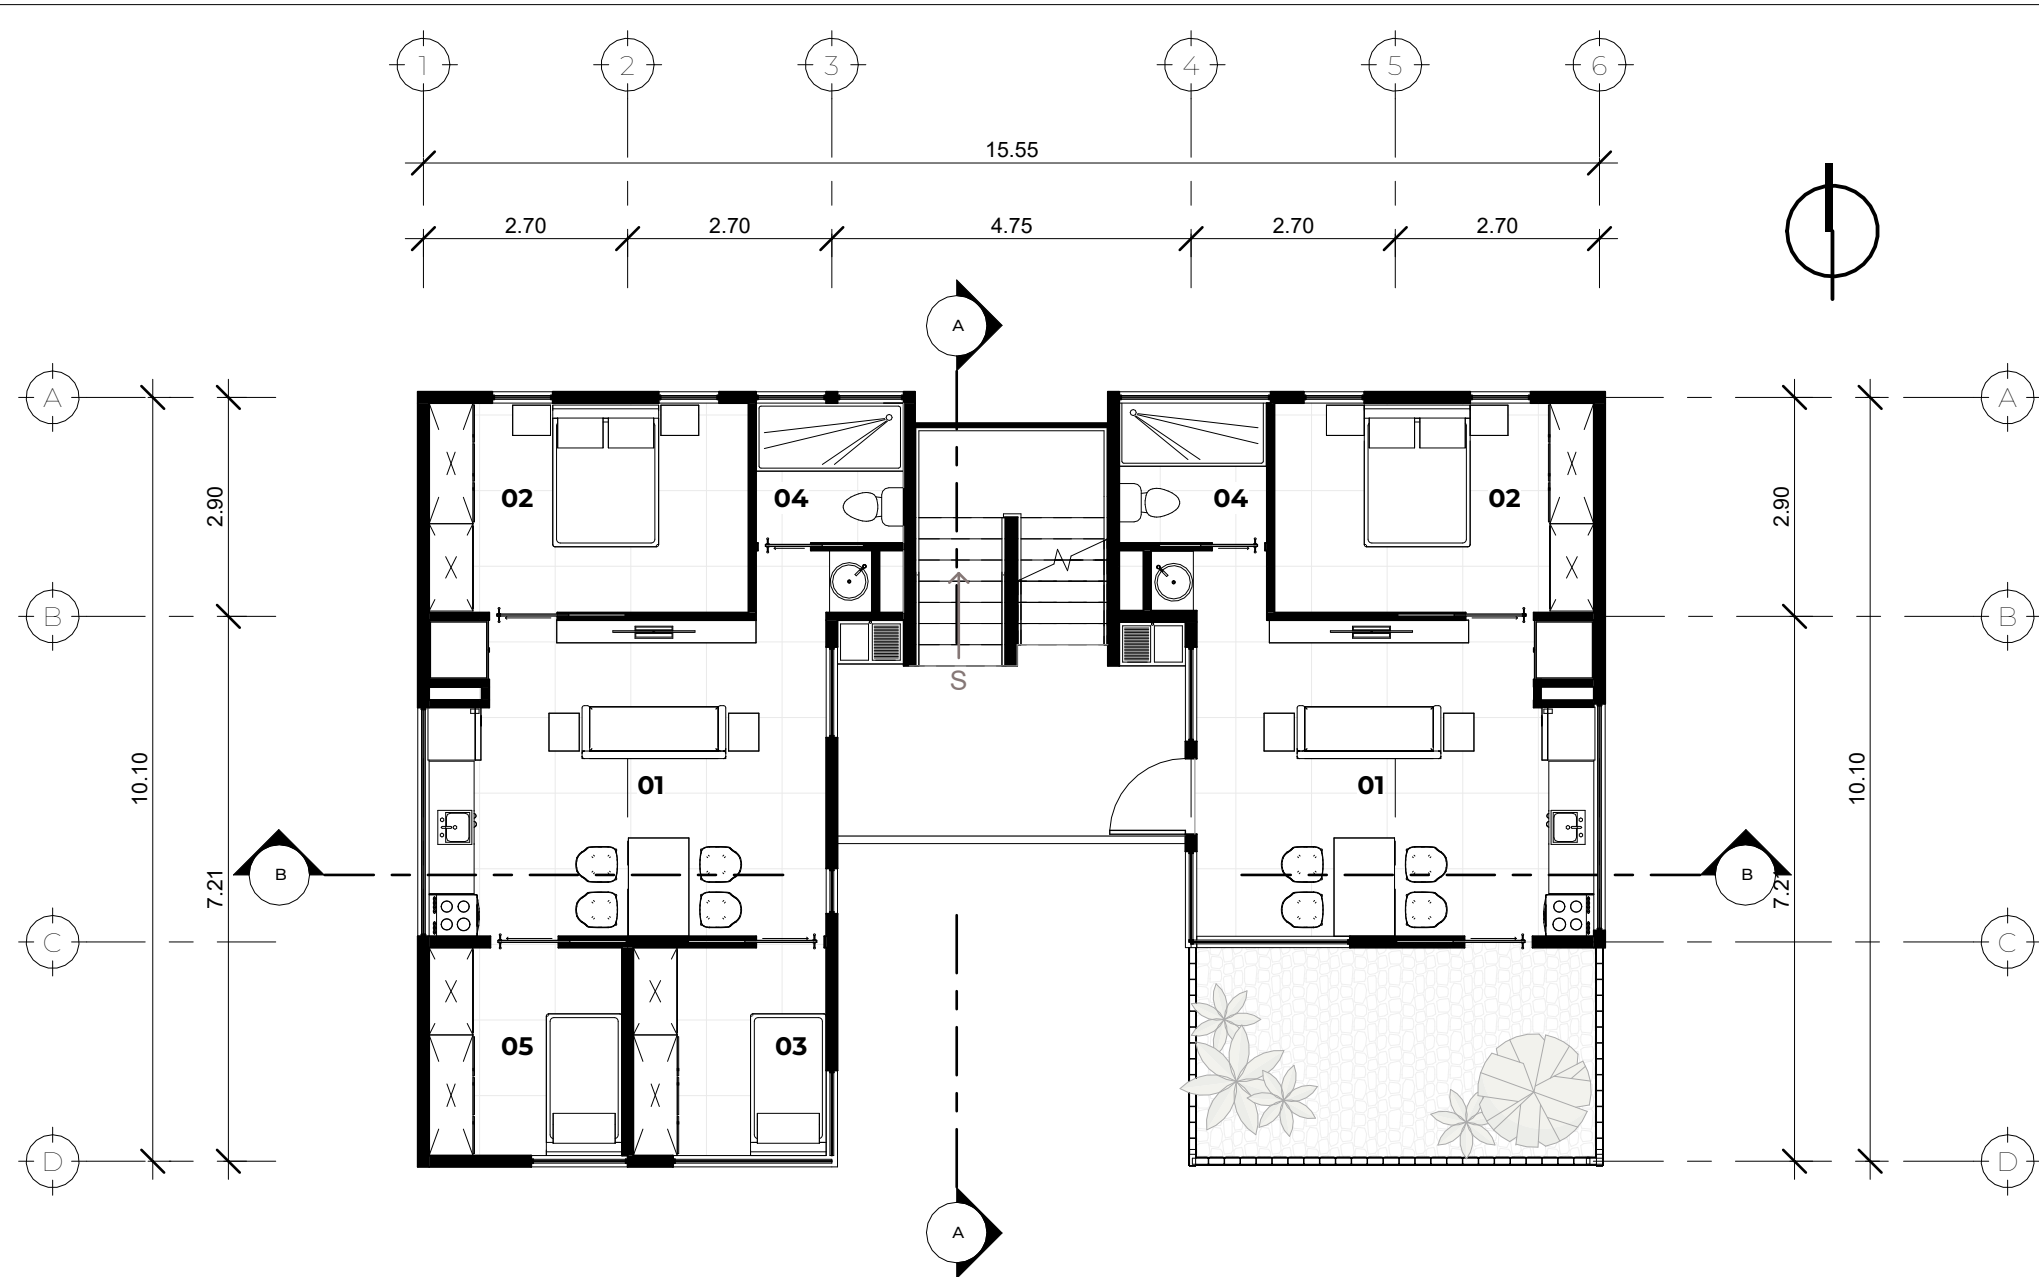 1 2 3 4 5 6
15.55
2.70 2.70 4.75 2.70 2.70
A
A A
02 04 04 02
2.90 2.90
B B
S
01 01
10.10 10.10
B B
7.21 7.21
C C
05 03
D D
A